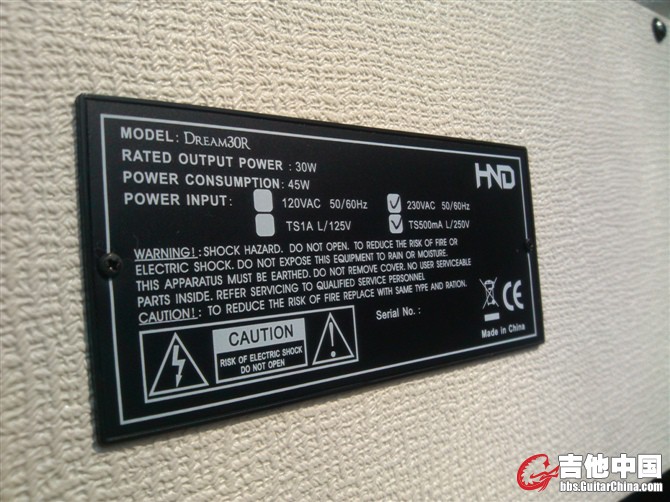 MODEL: DREAM30R
RATED OUTPUT POWER : 30W
POWER CONSUMPTION: 45W
POWER INPUT: 120VAC 50/60Hz 230VAC 50/60Hz
TS1A L/125V TS500mA L/250V
HND
WARNING!: SHOCK HAZARD. DO NOT OPEN. TO REDUCE THE RISK OF FIRE OR
ELECTRIC SHOCK. DO NOT EXPOSE THIS EQUIPMENT TO RAIN OR MOISTURE.
THIS APPARATUS MUST BE EARTHED. DO NOT REMOVE COVER. NO USER SERVICEABLE
PARTS INSIDE. REFER SERVICING TO QUALIFIED SERVICE PERSONNEL
CAUTION!: TO REDUCE THE RISK OF FIRE REPLACE WITH SAME TYPE AND RATION.
CAUTION
RISK OF ELECTRIC SHOCK
DO NOT OPEN
Serial No. :
CE
Made in China
吉他中国
bbs.GuitarChina.com